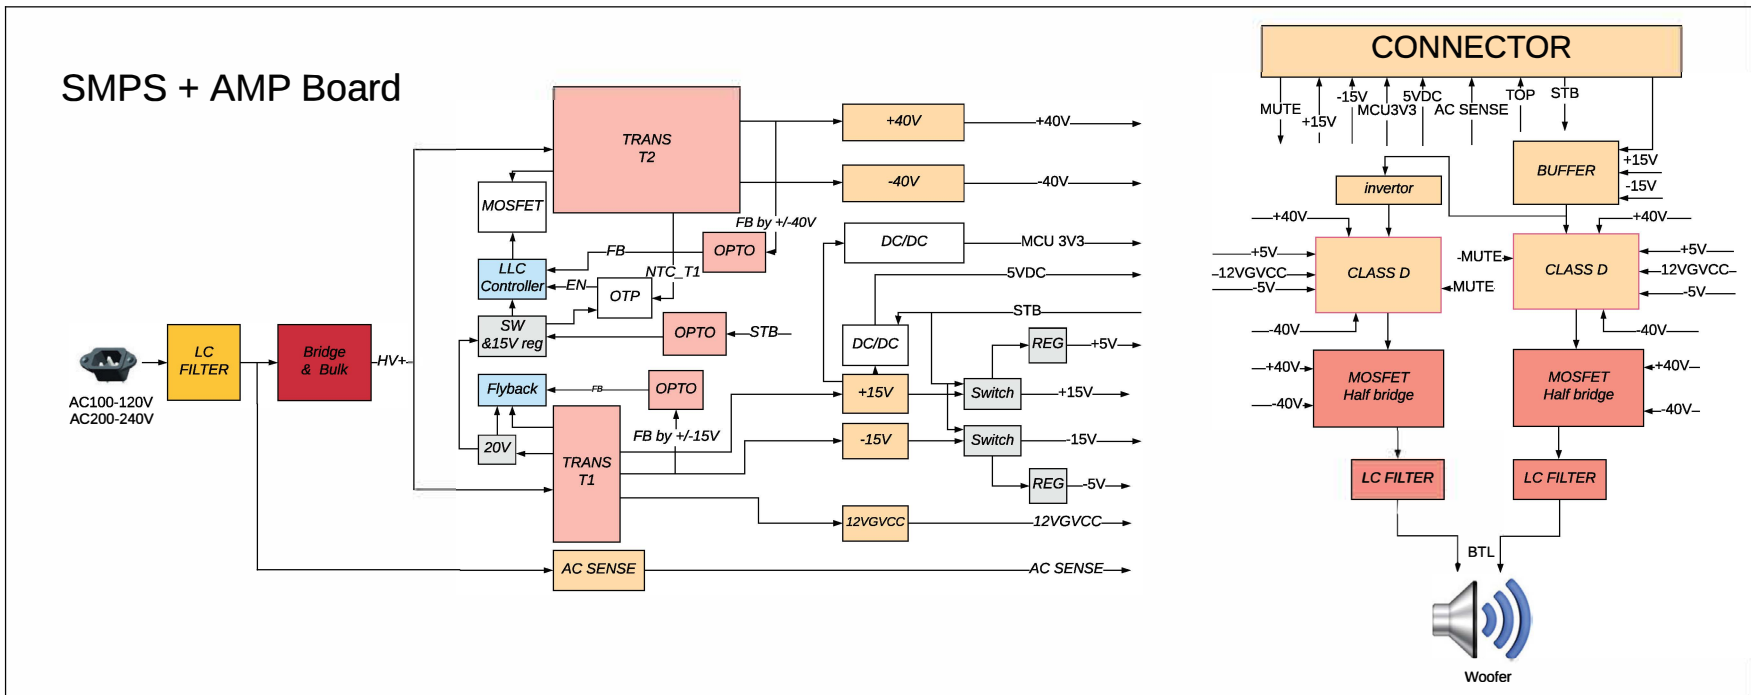 SMPS + AMP Board
CONNECTOR
MUTE
+15V
-15V
MCU3V3
5VDC
AC SENSE
TOP
STB
TRANS
T2
+40V
+40V
-40V
-40V
MOSFET
FB by +/-40V
OPTO
FB
DC/DC
MCU 3V3
LLC
Controller
NTC_T1
EN
OTP
5VDC
SW
&15V reg
OPTO
STB
STB
DC/DC
REG
+5V
LC
FILTER
Bridge
& Bulk
HV+
AC100-120V
AC200-240V
Flyback
FB
OPTO
+15V
Switch
+15V
FB by +/-15V
20V
-15V
Switch
-15V
TRANS
T1
REG
-5V
12VGVCC
12VGVCC
AC SENSE
AC SENSE
BUFFER
+15V
-15V
invertor
+40V
+40V
+5V
12VGVCC
-5V
CLASS D
-MUTE
MUTE
CLASS D
+5V
12VGVCC
-5V
-40V
-40V
+40V
-40V
MOSFET
Half bridge
MOSFET
Half bridge
+40V
-40V
LC FILTER
LC FILTER
BTL
Woofer